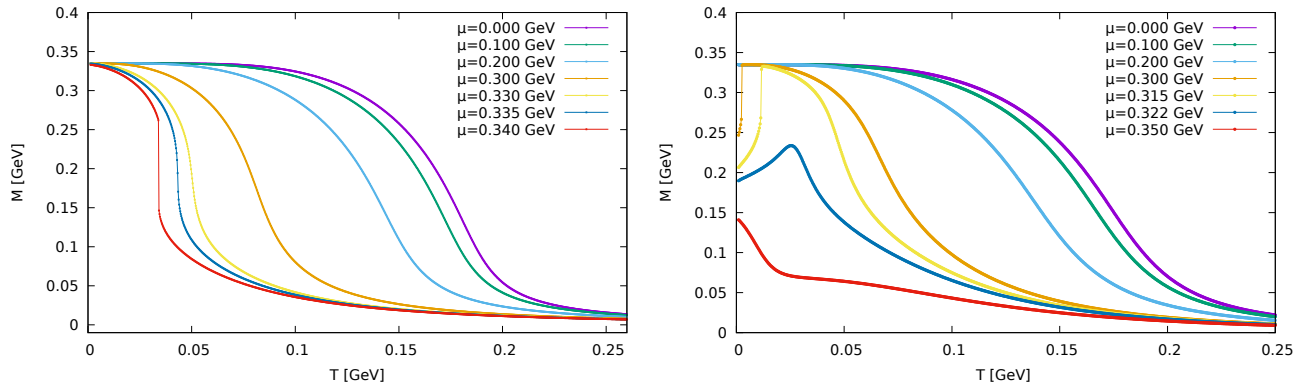 0.4
0.35
0.3
0.25
0.2
0.15
0.1
0.05
0
M [GeV]
0
0.05
0.1
0.15
0.2
0.25
T [GeV]
μ=0.000 GeV
μ=0.100 GeV
μ=0.200 GeV
μ=0.300 GeV
μ=0.330 GeV
μ=0.335 GeV
μ=0.340 GeV
0.4
0.35
0.3
0.25
0.2
0.15
0.1
0.05
0
M [GeV]
0
0.05
0.1
0.15
0.2
0.25
T [GeV]
μ=0.000 GeV
μ=0.100 GeV
μ=0.200 GeV
μ=0.300 GeV
μ=0.315 GeV
μ=0.322 GeV
μ=0.350 GeV